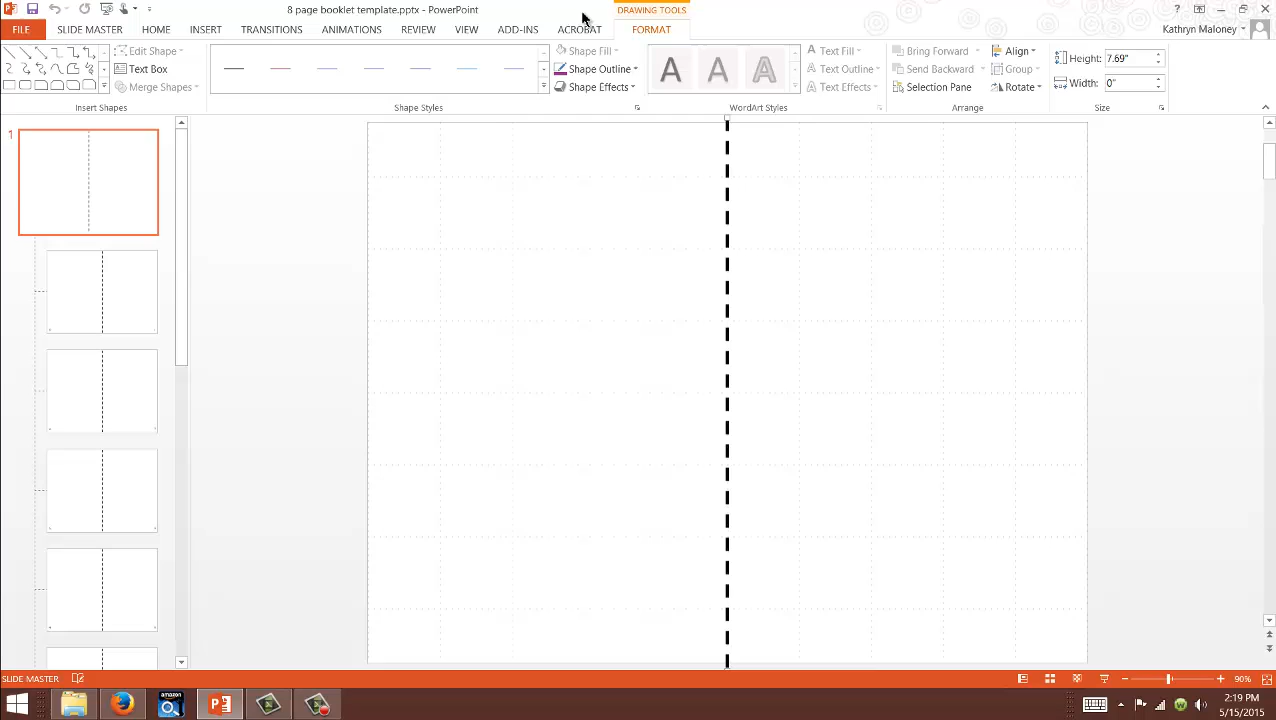 8 page booklet template.pptx - PowerPoint
DRAWING TOOLS
FILE
SLIDE MASTER
HOME
INSERT
TRANSITIONS
ANIMATIONS
REVIEW
VIEW
ADD-INS
ACROBAT
FORMAT
Kathryn Maloney
Edit Shape
Text Box
Merge Shapes
Shape Fill
Shape Outline
Shape Effects
A A A
Text Fill
Text Outline
Text Effects
Bring Forward
Send Backward
Selection Pane
Align
Group
Rotate
Height: 7.69"
Width: 0"
Insert Shapes
Shape Styles
WordArt Styles
Arrange
Size
1
SLIDE MASTER
90%
amazon
2:19 PM
5/15/2015